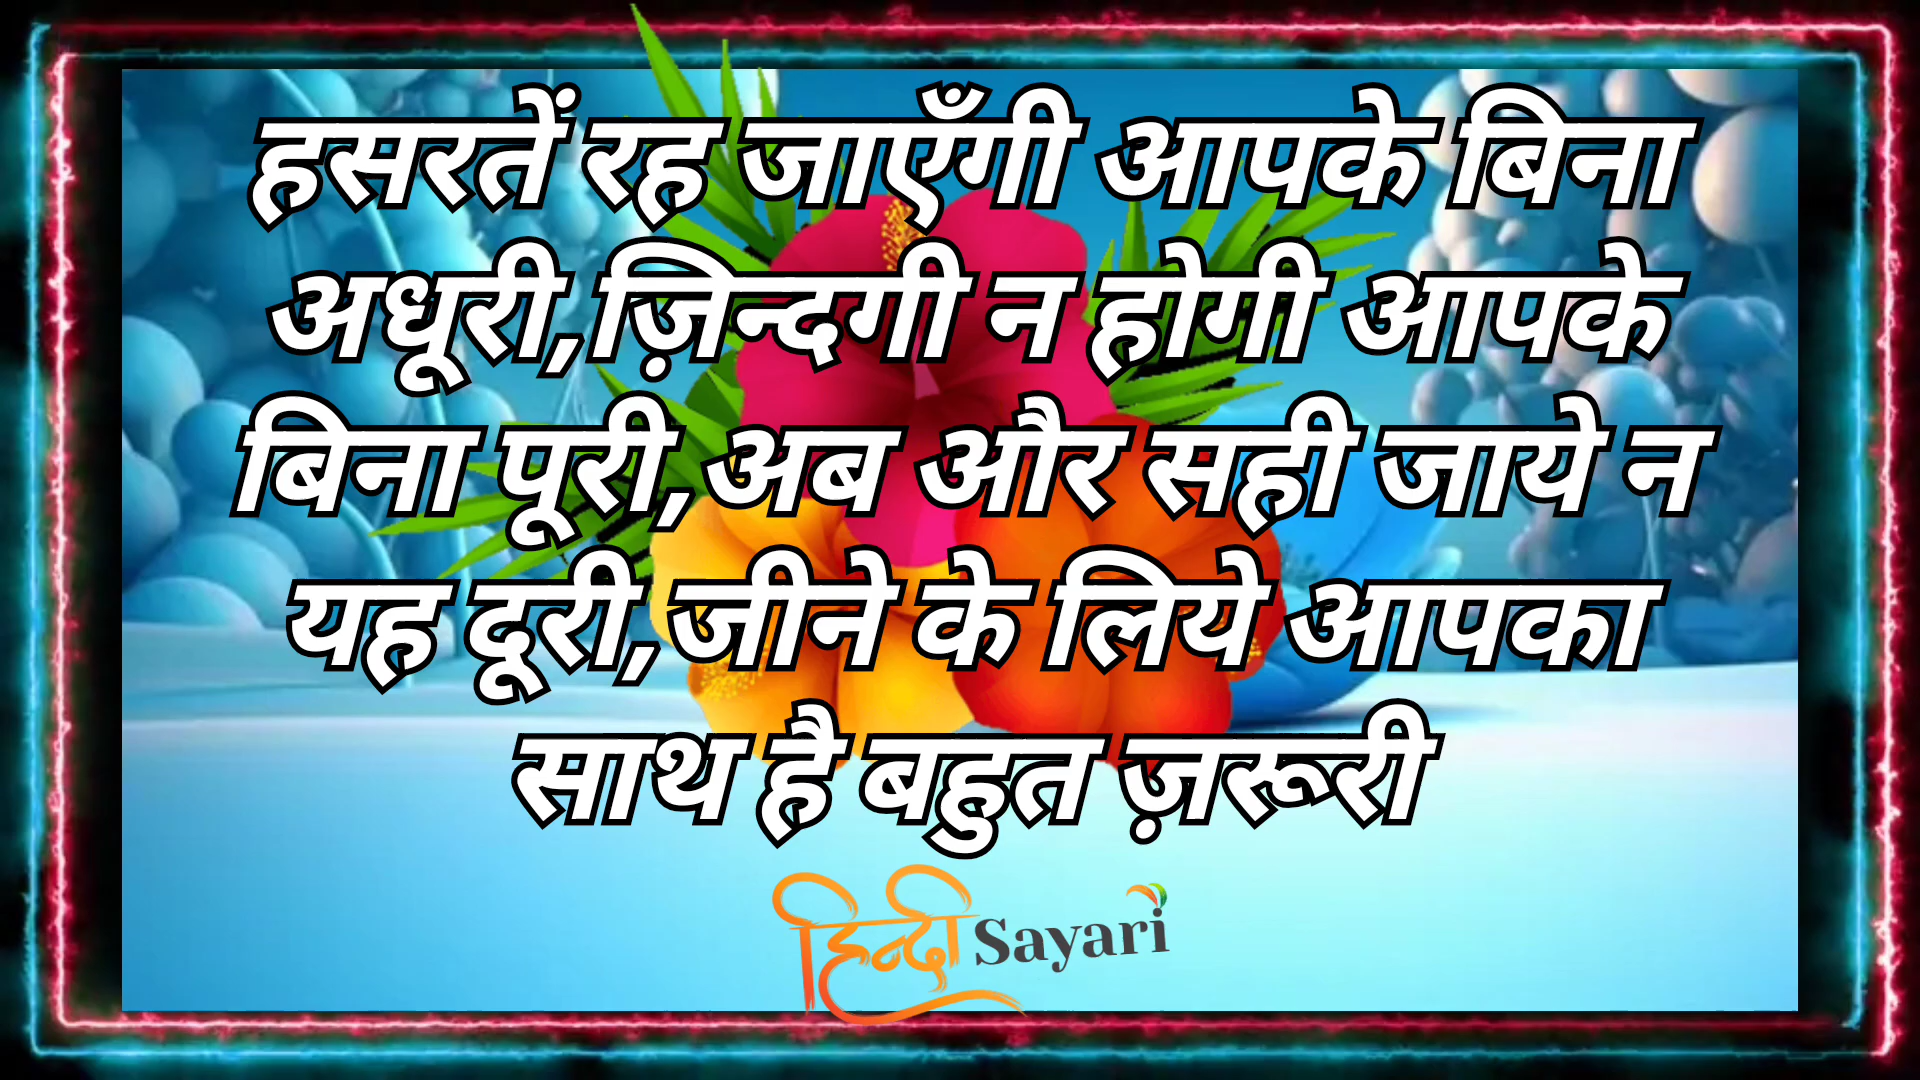 हसरतें रह जाएँगी आपके बिना
अधूरी,ज़िन्दगी न होगी आपके
बिना पूरी,अब और सही जाये न
यह दूरी,जीने के लिये आपका
साथ है बहुत ज़रूरी
हिन्दी Sayari